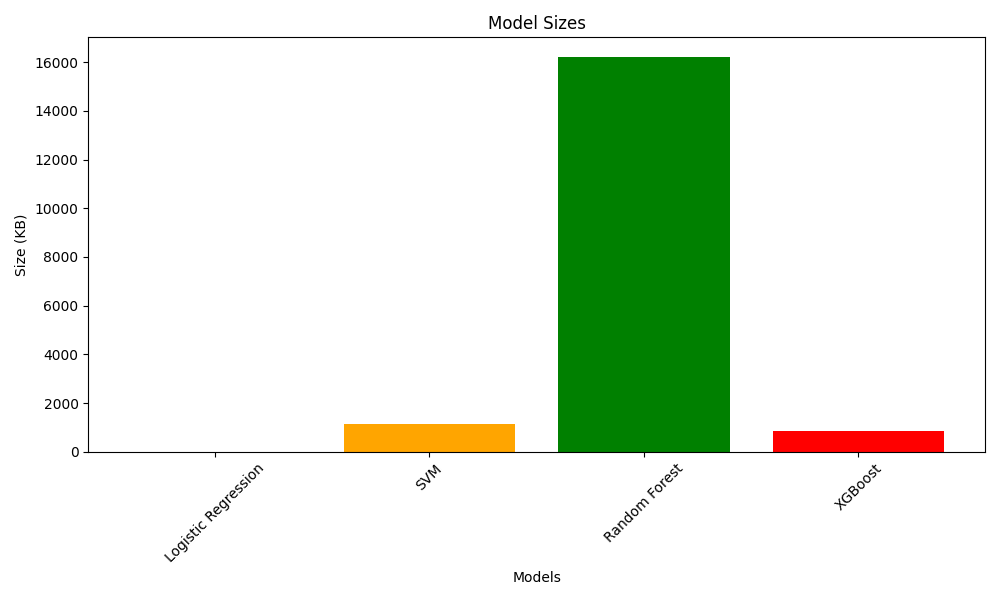 Model Sizes
Size (KB)
16000
14000
12000
10000
8000
6000
4000
2000
0
Logistic Regression
SVM
Random Forest
XGBoost
Models